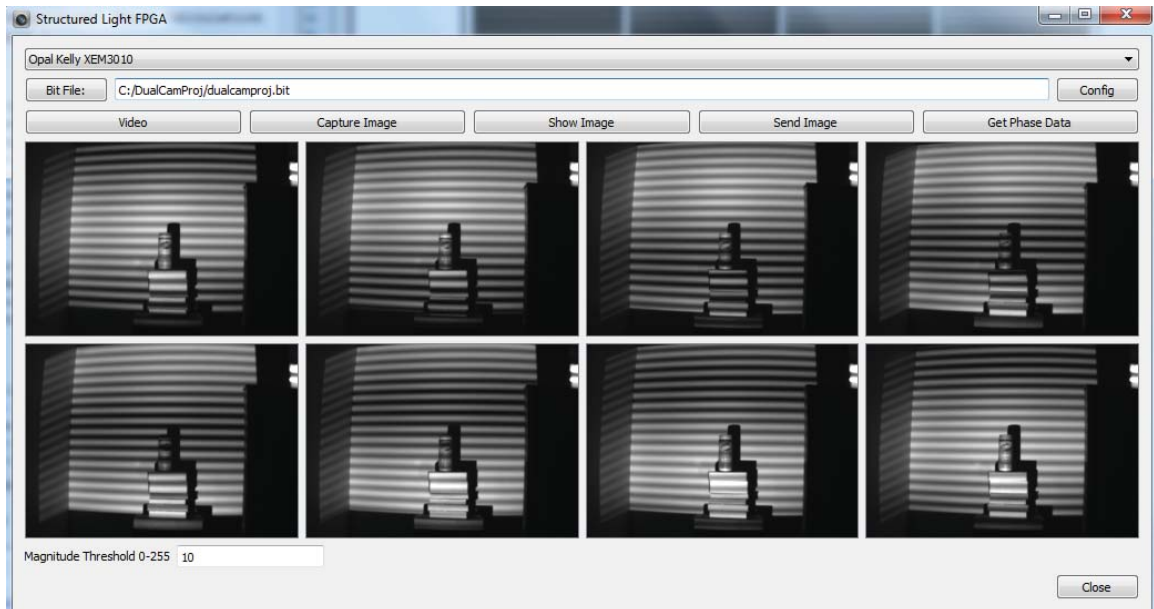 Structured Light FPGA
Opal Kelly XEM3010
Bit File: C:/DualCamProj/dualcamproj.bit Config
Video Capture Image Show Image Send Image Get Phase Data
Magnitude Threshold 0-255 10
Close